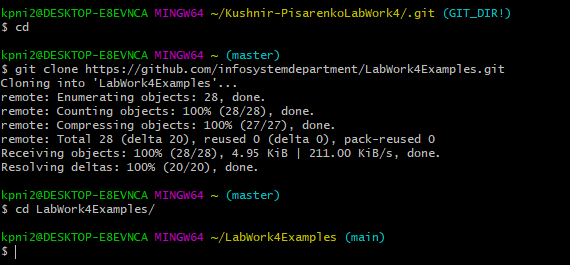 kpni2@DESKTOP-E8EVNCA MINGW64 ~/Kushnir-PisarenkoLabWork4/.git (GIT_DIR!)
$ cd
kpni2@DESKTOP-E8EVNCA MINGW64 ~ (master)
$ git clone https://github.com/infosystemdepartment/LabWork4Examples.git
Cloning into 'LabWork4Examples'...
remote: Enumerating objects: 28, done.
remote: Counting objects: 100% (28/28), done.
remote: Compressing objects: 100% (27/27), done.
remote: Total 28 (delta 20), reused 0 (delta 0), pack-reused 0
Receiving objects: 100% (28/28), 4.95 KiB | 211.00 KiB/s, done.
Resolving deltas: 100% (20/20), done.
kpni2@DESKTOP-E8EVNCA MINGW64 ~ (master)
$ cd LabWork4Examples/
kpni2@DESKTOP-E8EVNCA MINGW64 ~/LabWork4Examples (main)
$